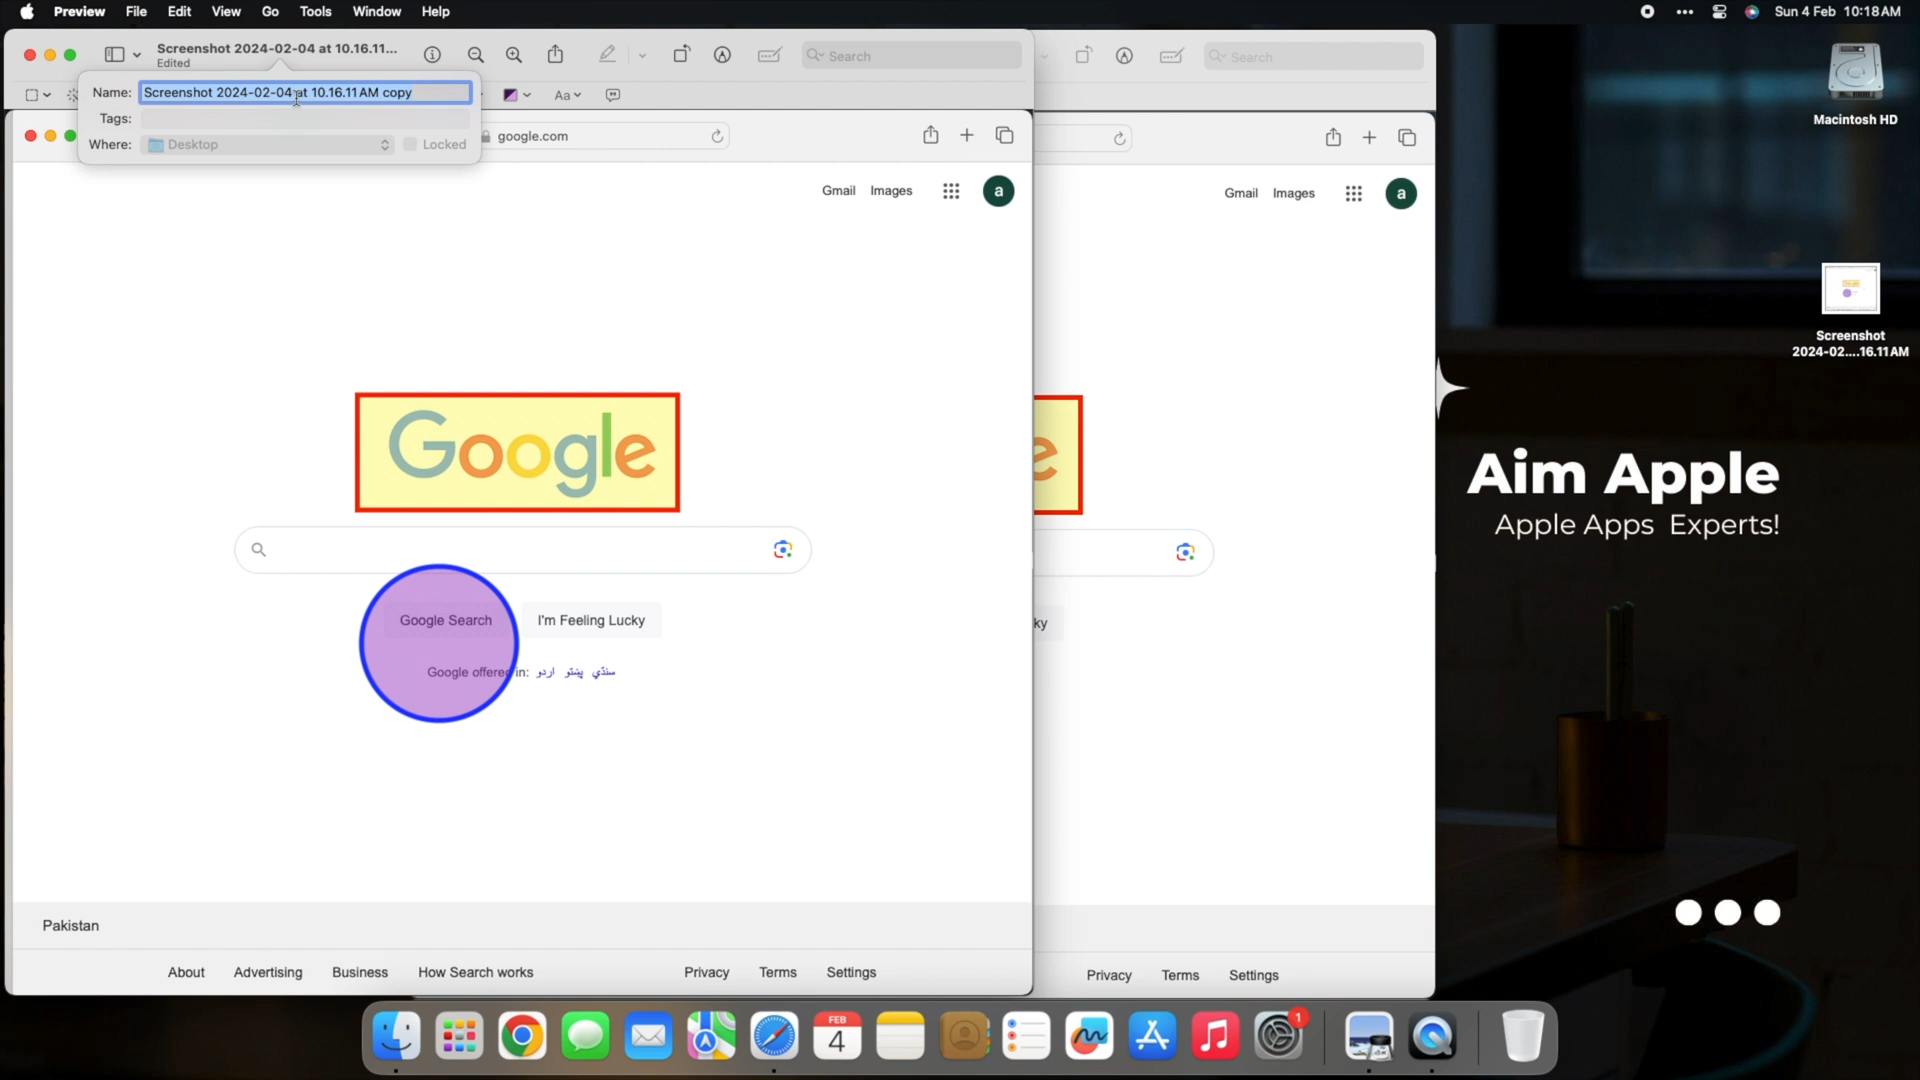 Preview File Edit View Go Tools Window Help
Sun 4 Feb 10:18 AM
Screenshot 2024-02-04 at 10.16.11...
Edited
Search
Search
Name: Screenshot 2024-02-04 at 10.16.11 AM copy
Aa
Tags:
Where: Desktop Locked
google.com
Gmail Images a
Gmail Images a
Macintosh HD
Screenshot
2024-02....16.11 AM
Google
e
Aim Apple
Apple Apps Experts!
Google Search I'm Feeling Lucky
ky
Google offered in: اردو پښتو سنڌي
Pakistan
About Advertising Business How Search works Privacy Terms Settings
Privacy Terms Settings
FEB
4
1